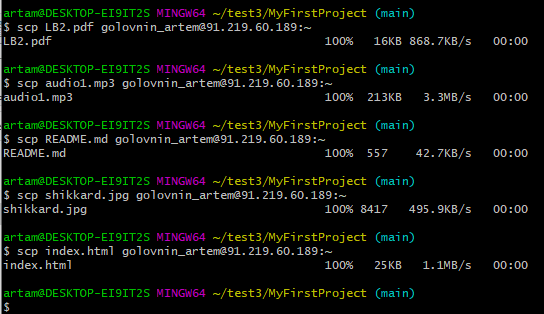 artam@DESKTOP-EI9IT2S MINGW64 ~/test3/MyFirstProject (main)
$ scp LB2.pdf golovnin_artem@91.219.60.189:~
LB2.pdf 100% 16KB 868.7KB/s 00:00
artam@DESKTOP-EI9IT2S MINGW64 ~/test3/MyFirstProject (main)
$ scp audio1.mp3 golovnin_artem@91.219.60.189:~
audio1.mp3 100% 213KB 3.3MB/s 00:00
artam@DESKTOP-EI9IT2S MINGW64 ~/test3/MyFirstProject (main)
$ scp README.md golovnin_artem@91.219.60.189:~
README.md 100% 557 42.7KB/s 00:00
artam@DESKTOP-EI9IT2S MINGW64 ~/test3/MyFirstProject (main)
$ scp shikkard.jpg golovnin_artem@91.219.60.189:~
shikkard.jpg 100% 8417 495.9KB/s 00:00
artam@DESKTOP-EI9IT2S MINGW64 ~/test3/MyFirstProject (main)
$ scp index.html golovnin_artem@91.219.60.189:~
index.html 100% 25KB 1.1MB/s 00:00
artam@DESKTOP-EI9IT2S MINGW64 ~/test3/MyFirstProject (main)
$